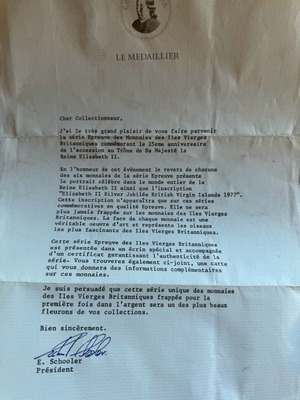 LE MEDAILLIER
Cher Collectionneur,
J'ai le très grand plaisir de vous faire parvenir
la série Epreuve des Monnaies des Iles Vierges
Britanniques commémorant le 25eme anniversaire
de l'accession au Trône de Sa Majesté la
Reine Elizabeth II.
En l'honneur de cet événement le revers de chacune
des six monnaies de la série Epreuve présente
le portrait célèbre dans le monde entier de la
Reine Elizabeth II ainsi que l'inscription
"Elizabeth II Silver Jubilee British Virgin Islands 1977".
Cette inscription n'apparaîtra que sur ces séries
commémoratives en qualité Epreuve. Elle ne sera
plus jamais frappée sur les monnaies des Iles Vierges
Britanniques. La face de chaque monnaie est une
véritable oeuvre d'art et représente les oiseaux
les plus fascinants des Iles Vierges Britanniques.
Cette série Epreuve des Iles Vierges Britanniques
est présentée dans un écrin spécial et accompagnée
d'un certificat garantissant l'authenticité de la
série. Vous trouverez également ci-joint, une carte
qui vous donnera des informations complémentaires
sur ces monnaies.
Je suis persuadé que cette série unique des monnaies
des Iles Vierges Britanniques frappée pour la
première fois dans l'argent sera un des plus beaux
fleurons de vos collections.
Bien sincèrement.
E. Schooler
Président